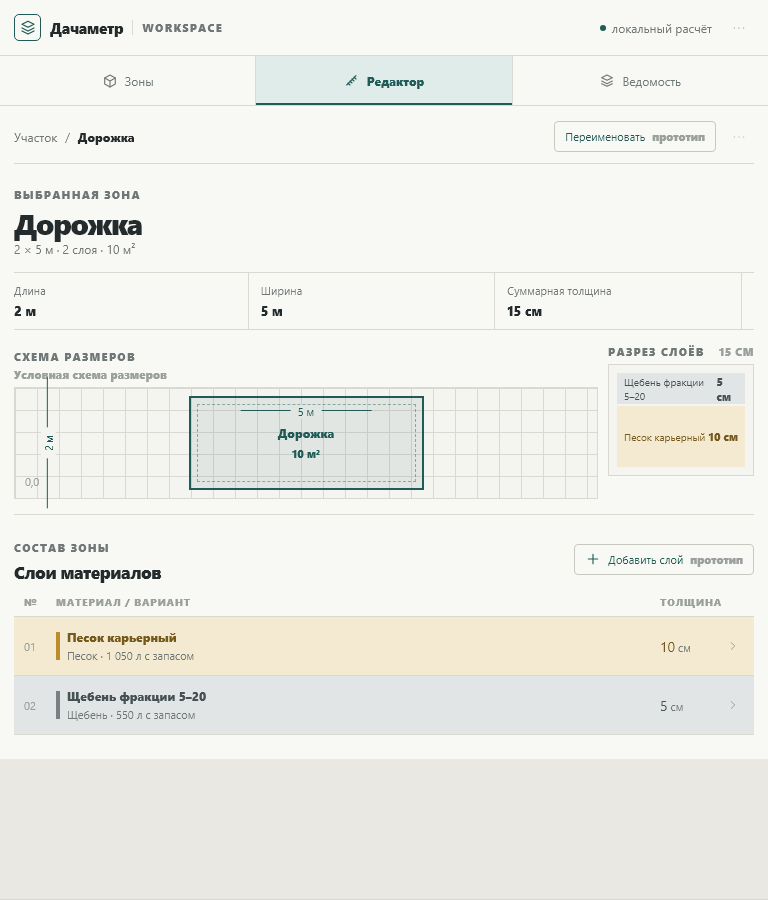 Дачаметр WORKSPACE локальный расчёт ...
Зоны Редактор Ведомость
Участок / Дорожка Переименовать прототип ...
ВЫБРАННАЯ ЗОНА
Дорожка
2 × 5 м · 2 слоя · 10 м²
Длина Ширина Суммарная толщина
2 м 5 м 15 см
СХЕМА РАЗМЕРОВ
Условная схема размеров
5 м
Дорожка
10 м²
2 м
0,0
РАЗРЕЗ СЛОЁВ 15 СМ
Щебень фракции 5
5–20 см
Песок карьерный 10 см
СОСТАВ ЗОНЫ
Слои материалов
Добавить слой прототип
№ МАТЕРИАЛ / ВАРИАНТ ТОЛЩИНА
01 Песок карьерный 10 см
Песок · 1 050 л с запасом
02 Щебень фракции 5–20 5 см
Щебень · 550 л с запасом